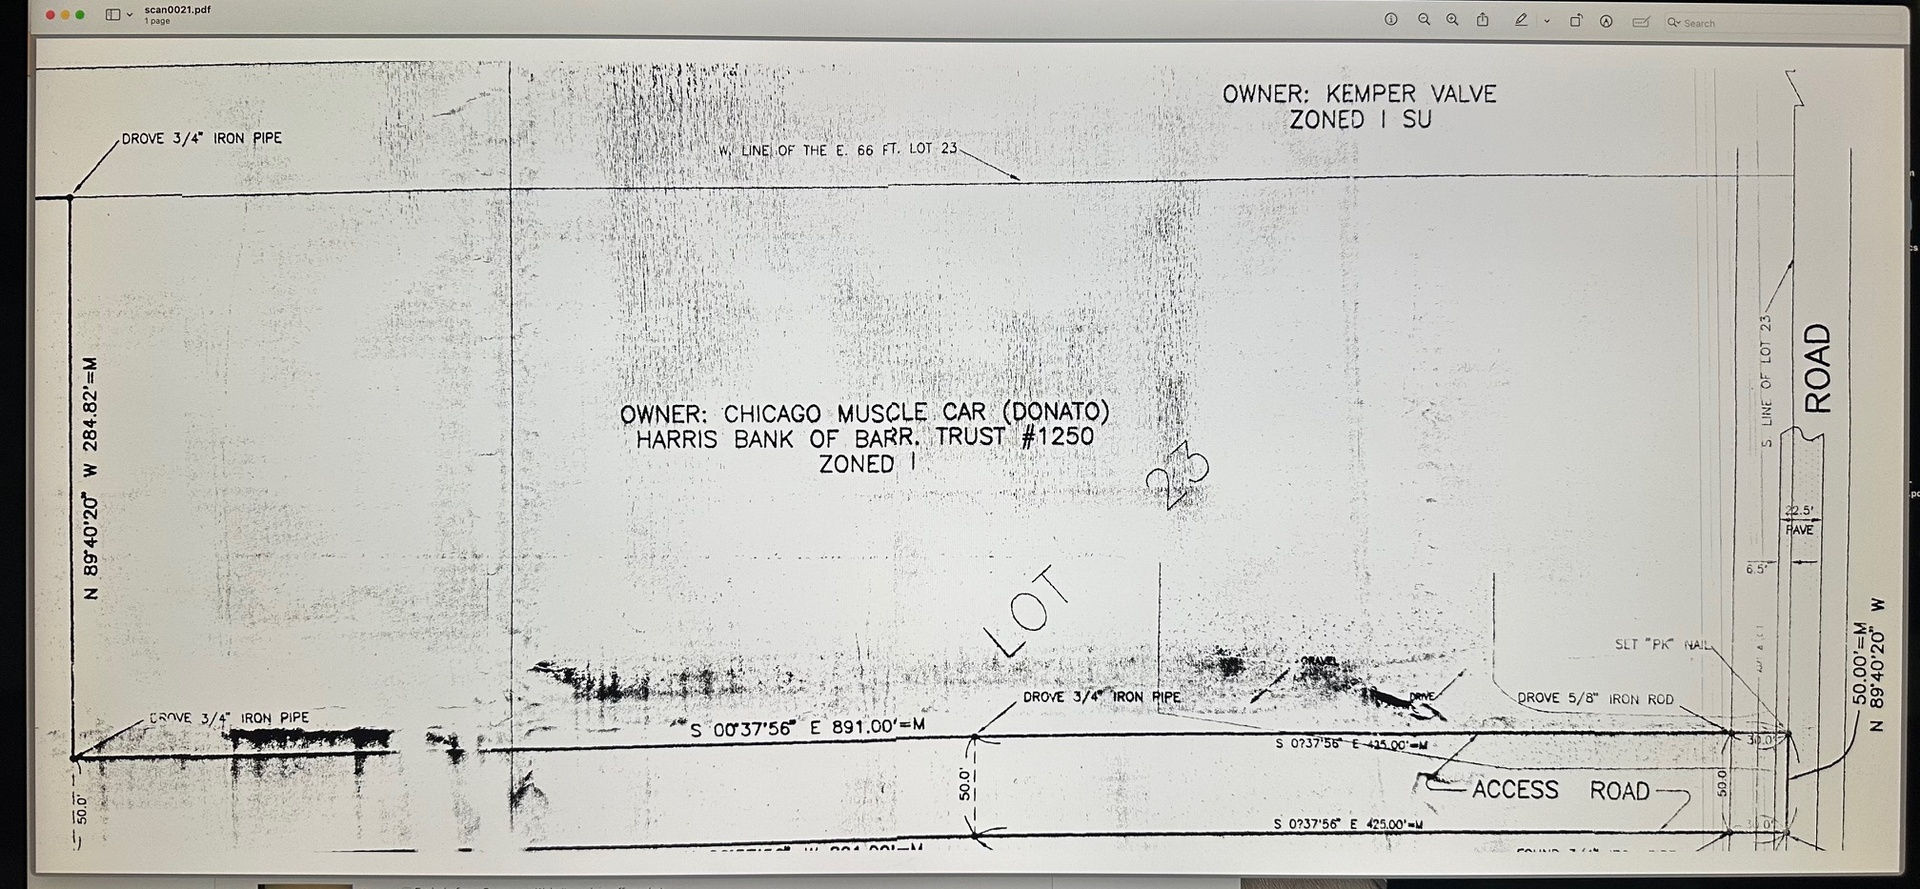 scan0021.pdf
1 page
Search
OWNER: KEMPER VALVE
ZONED I SU
DROVE 3/4" IRON PIPE
W. LINE OF THE E. 66 FT. LOT 23
S. LINE OF LOT 23
ROAD
N 89°40'20" W 284.82'=M
OWNER: CHICAGO MUSCLE CAR (DONATO)
HARRIS BANK OF BARR. TRUST #1250
ZONED I
LOT 23
22.5'
PAVE
6.5'
SET "PK" NAIL
50.00'=M
N 89°40'20" W
GRAVEL
DRIVE
DROVE 3/4" IRON PIPE
DROVE 5/8" IRON ROD
DROVE 3/4" IRON PIPE
S 00°37'56" E 891.00'=M
S 0?37'56" E 425.00'=M
30.0'
50.0'
50.0'
50.0'
ACCESS ROAD
S 0?37'56" E 425.00'=M
30.0'